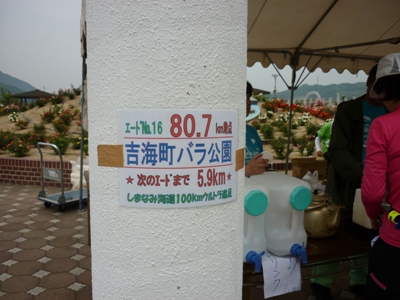 エードNo.16 80.7km地点
吉海町バラ公園
★ 次のエードまで 5.9km★
しまなみ海道100kmウルトラ遠足